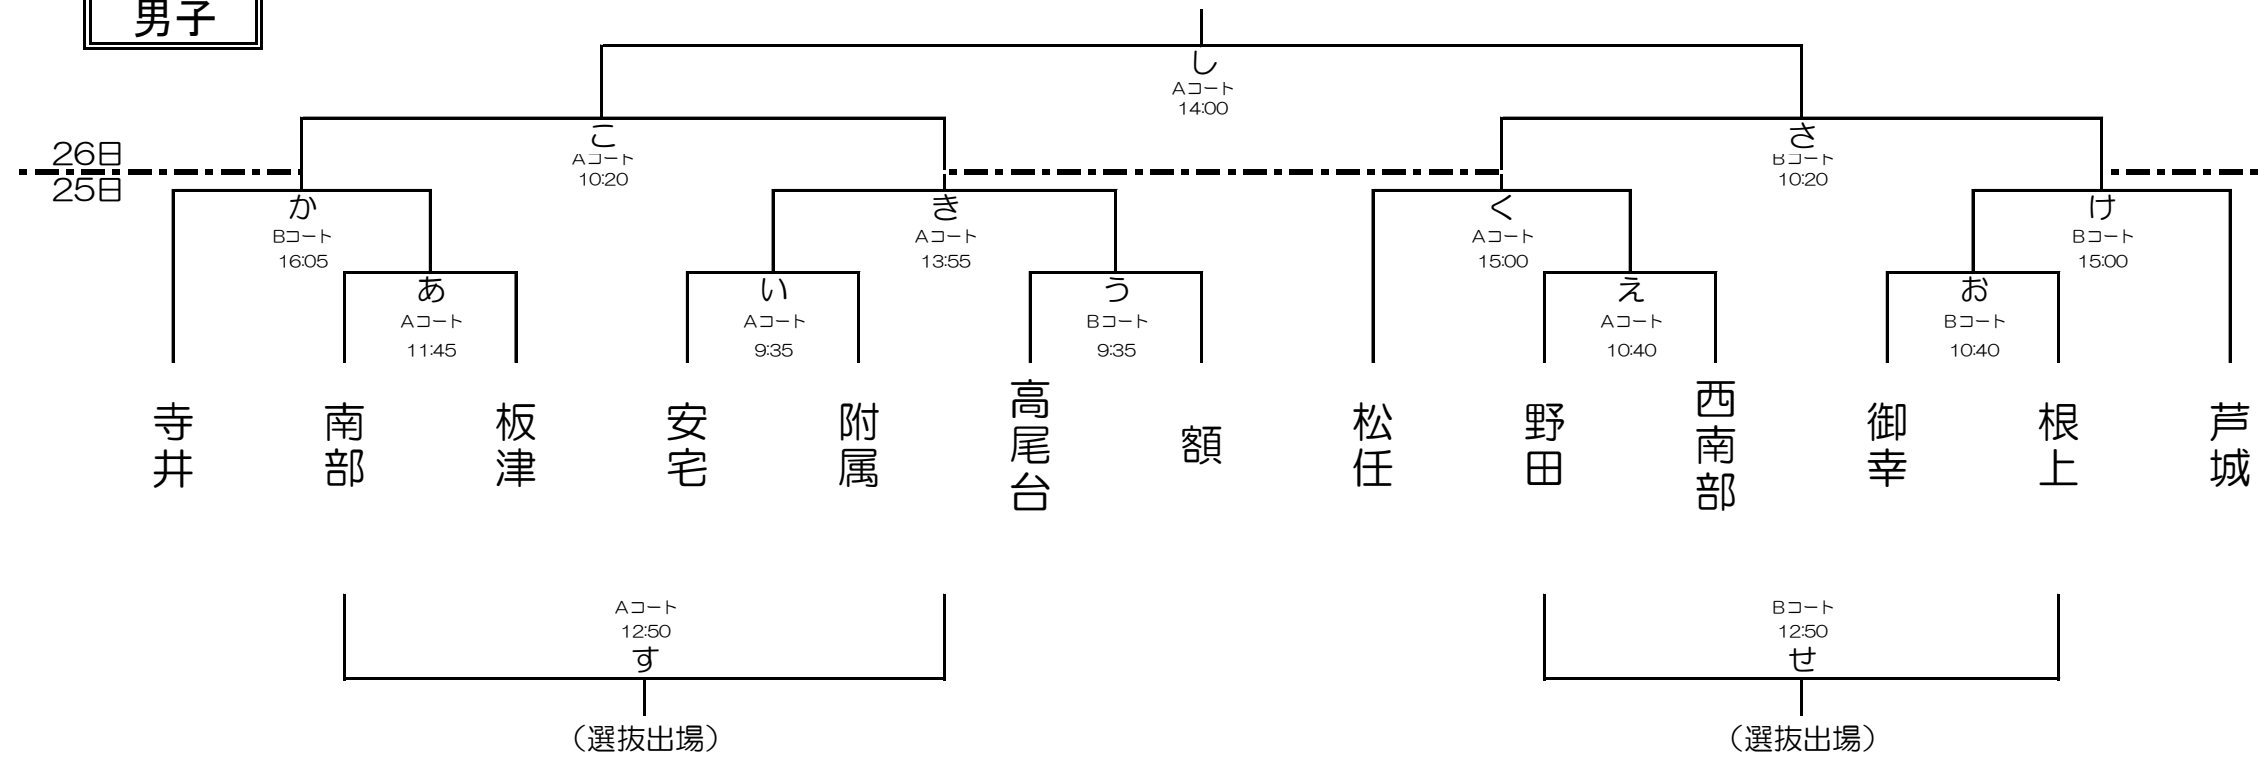 男子
し
Aコート
14:00
こ
Aコート
10:20
さ
Bコート
10:20
26日
25日
か
Bコート
16:05
き
Aコート
13:55
く
Aコート
15:00
け
Bコート
15:00
あ
Aコート
11:45
い
Aコート
9:35
う
Bコート
9:35
え
Aコート
10:40
お
Bコート
10:40
寺井
南部
板津
安宅
附属
高尾台
額
松任
野田
西南部
御幸
根上
芦城
Aコート
12:50
す
（選抜出場）
Bコート
12:50
せ
（選抜出場）